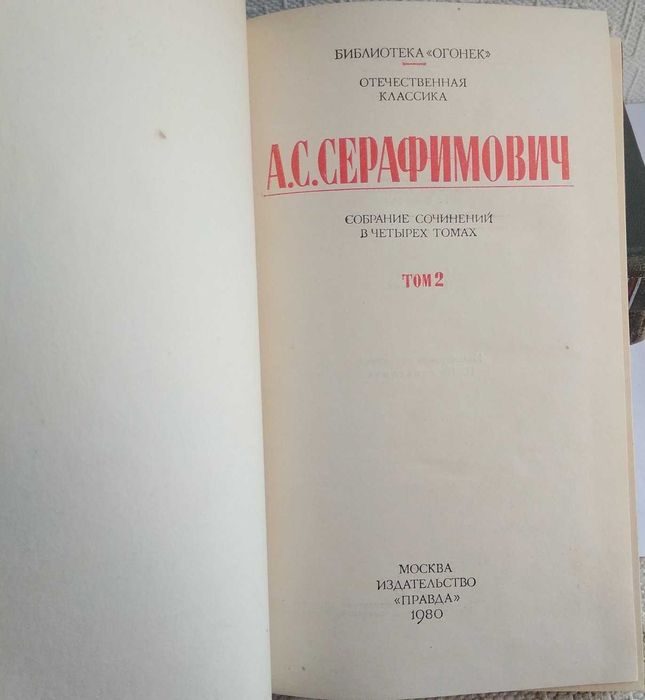 БИБЛИОТЕКА «ОГОНЕК»
ОТЕЧЕСТВЕННАЯ
КЛАССИКА
А.С.СЕРАФИМОВИЧ
СОБРАНИЕ СОЧИНЕНИЙ
В ЧЕТЫРЕХ ТОМАХ
ТОМ 2
МОСКВА
ИЗДАТЕЛЬСТВО
«ПРАВДА»
1980